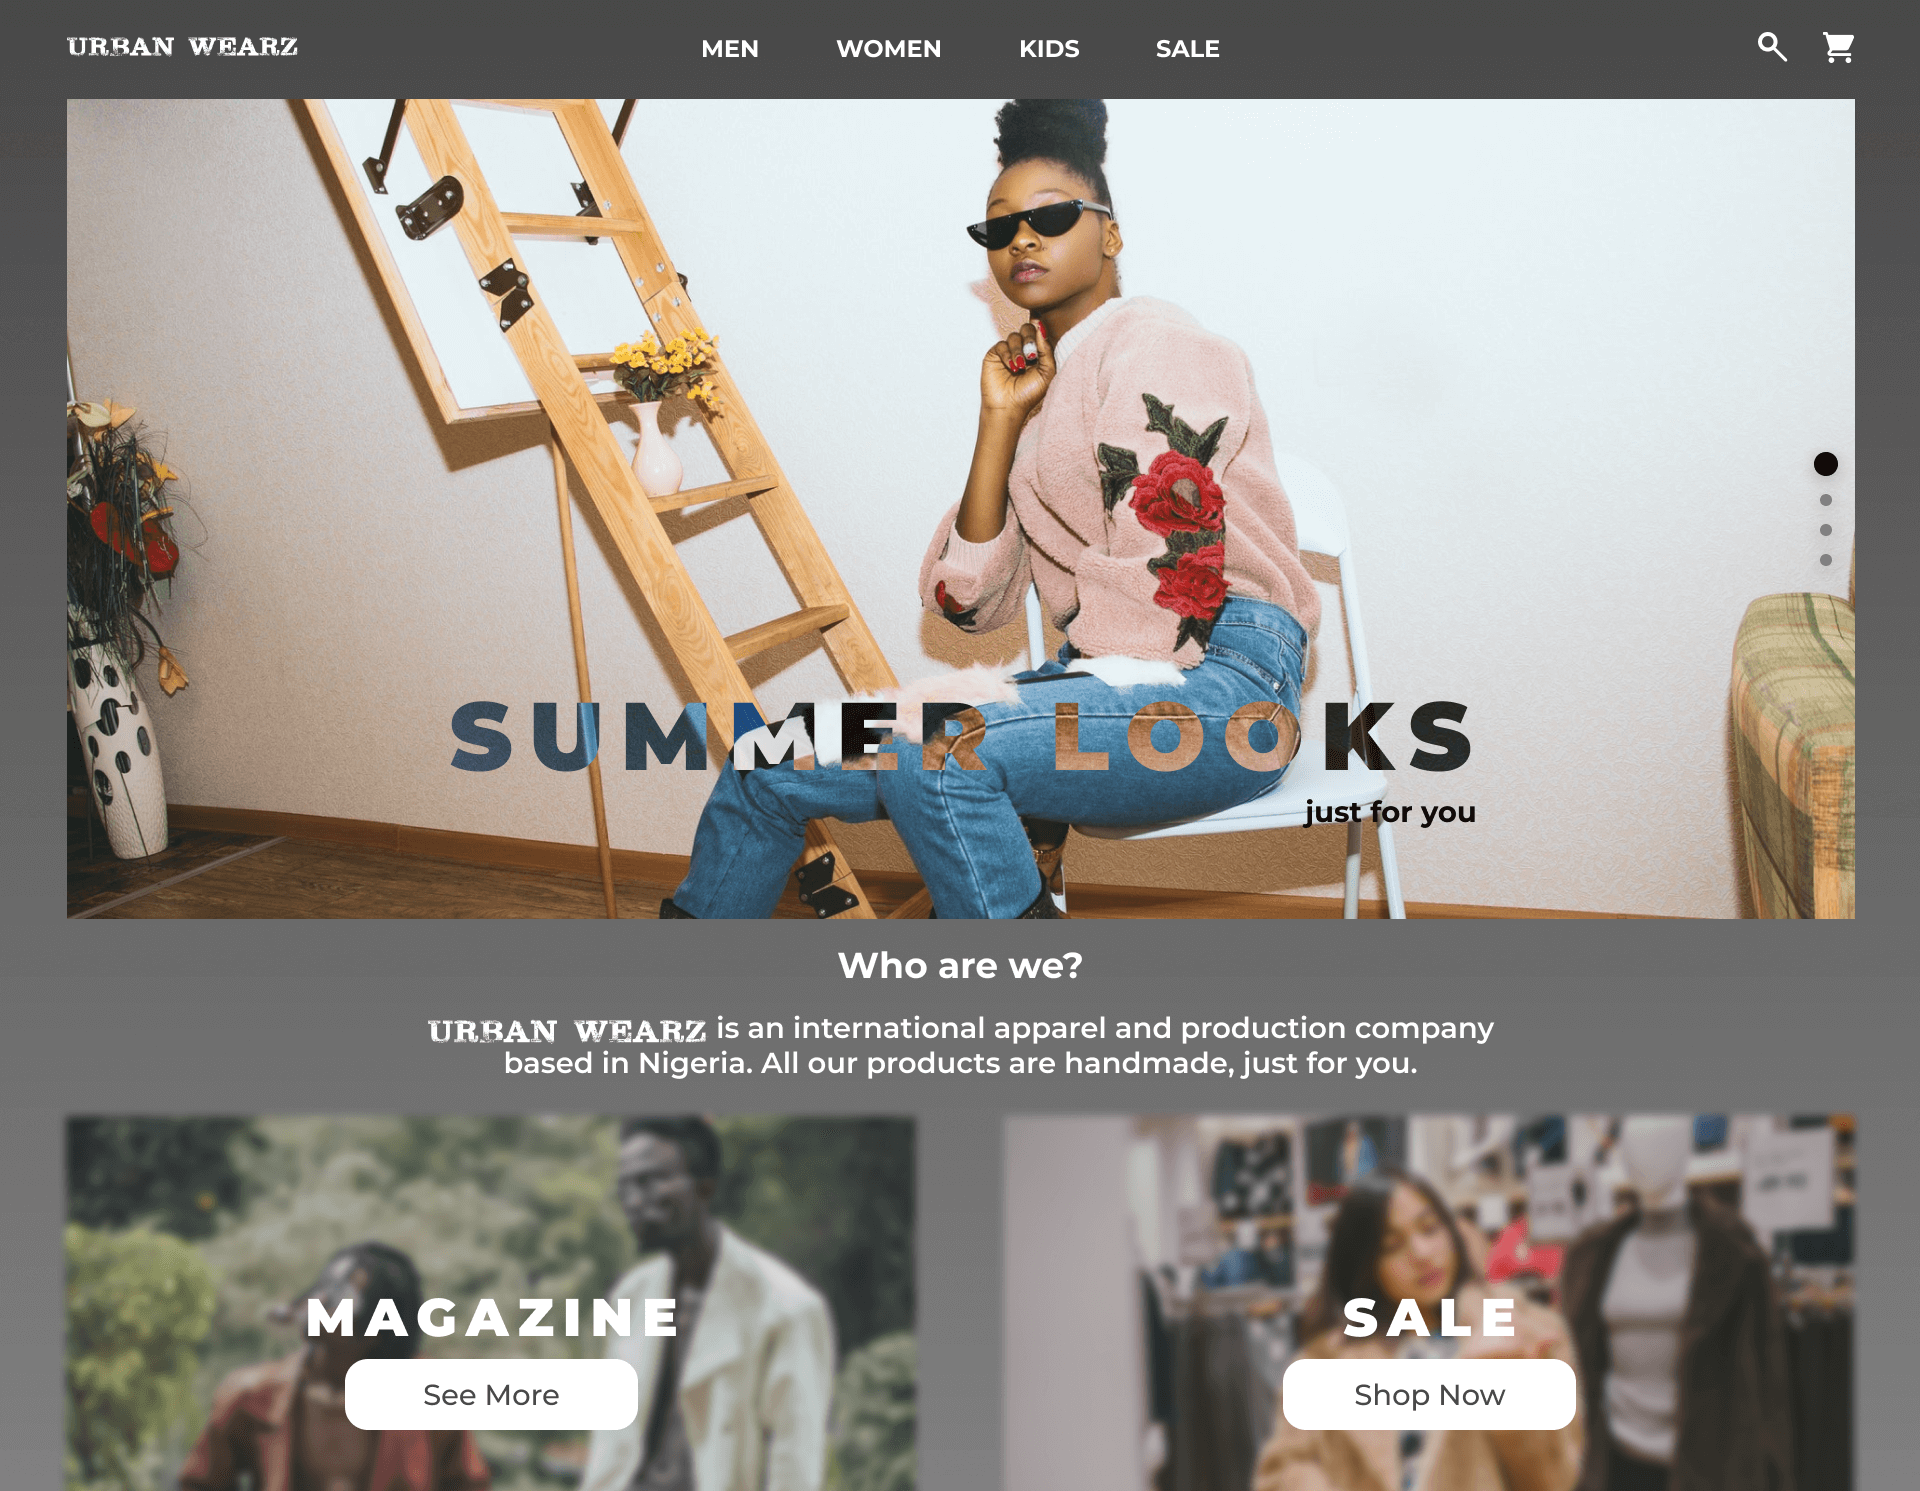 URBAN WEARZ
MEN WOMEN KIDS SALE
SUMMER LOOKS
just for you
Who are we?
URBAN WEARZ is an international apparel and production company
based in Nigeria. All our products are handmade, just for you.
MAGAZINE
See More
SALE
Shop Now